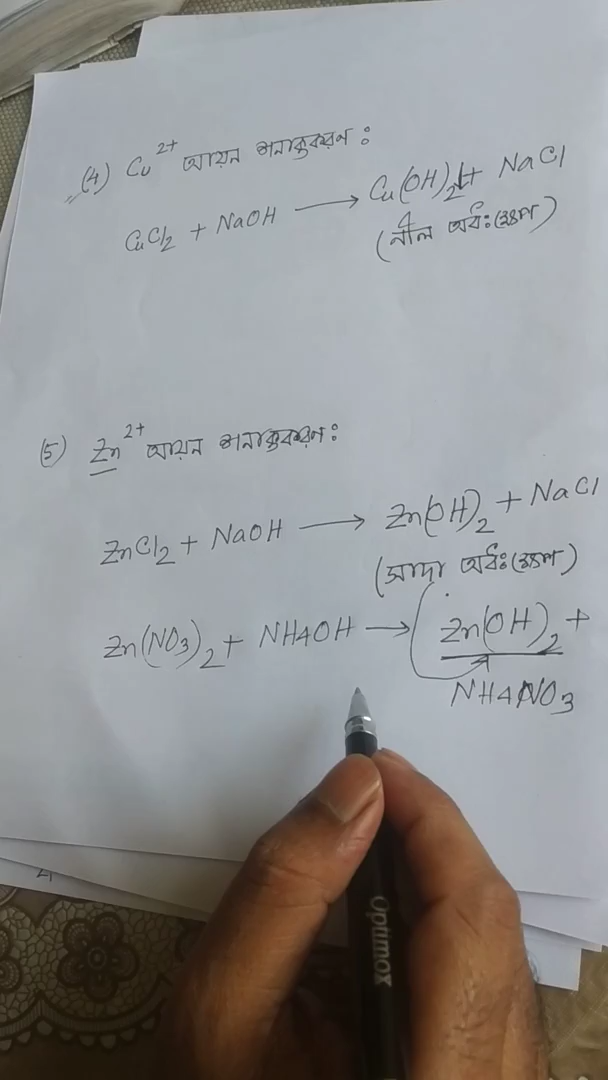 (4) Cu2+ আয়ন শনাক্তকরণ :
CuCl2 + NaOH → Cu(OH)2↓ + NaCl
(নীল অধঃক্ষেপ)
(5) Zn2+ আয়ন শনাক্তকরণ :
ZnCl2 + NaOH → Zn(OH)2 + NaCl
(সাদা অধঃক্ষেপ)
Zn(NO3)2 + NH4OH → Zn(OH)2 +
NH4NO3
Optimox